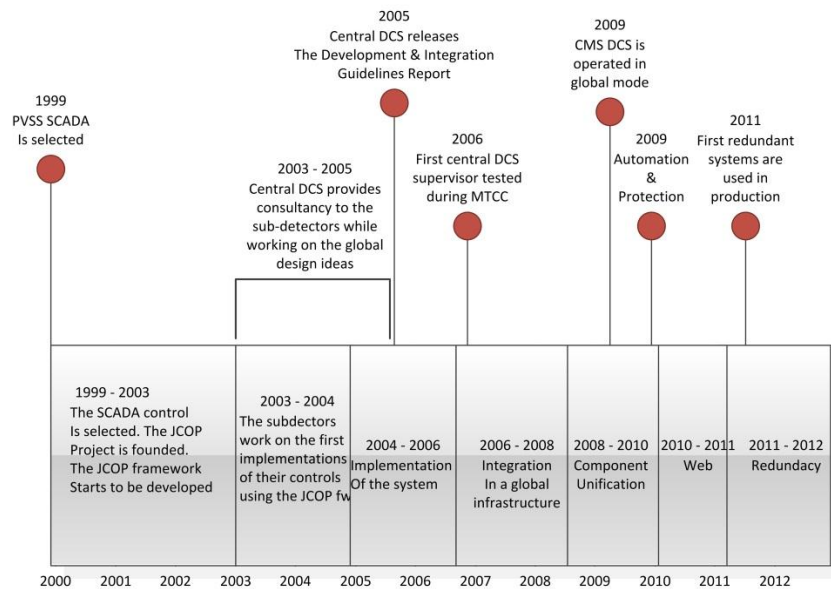 2005
Central DCS releases
The Development & Integration
Guidelines Report
2009
CMS DCS is
operated in
global mode
1999
PVSS SCADA
Is selected
2006
First central DCS
supervisor tested
during MTCC
2009
Automation
&
Protection
2011
First redundant
systems are
used in
production
2003 - 2005
Central DCS provides
consultancy to the
sub-detectors while
working on the global
design ideas
1999 - 2003
The SCADA control
Is selected. The JCOP
Project is founded.
The JCOP framework
Starts to be developed
2003 - 2004
The subdectors
work on the first
implementations
of their controls
using the JCOP fw
2004 - 2006
Implementation
Of the system
2006 - 2008
Integration
In a global
infrastructure
2008 - 2010
Component
Unification
2010 - 2011
Web
2011 - 2012
Redundacy
2000 2001 2002 2003 2004 2005 2006 2007 2008 2009 2010 2011 2012